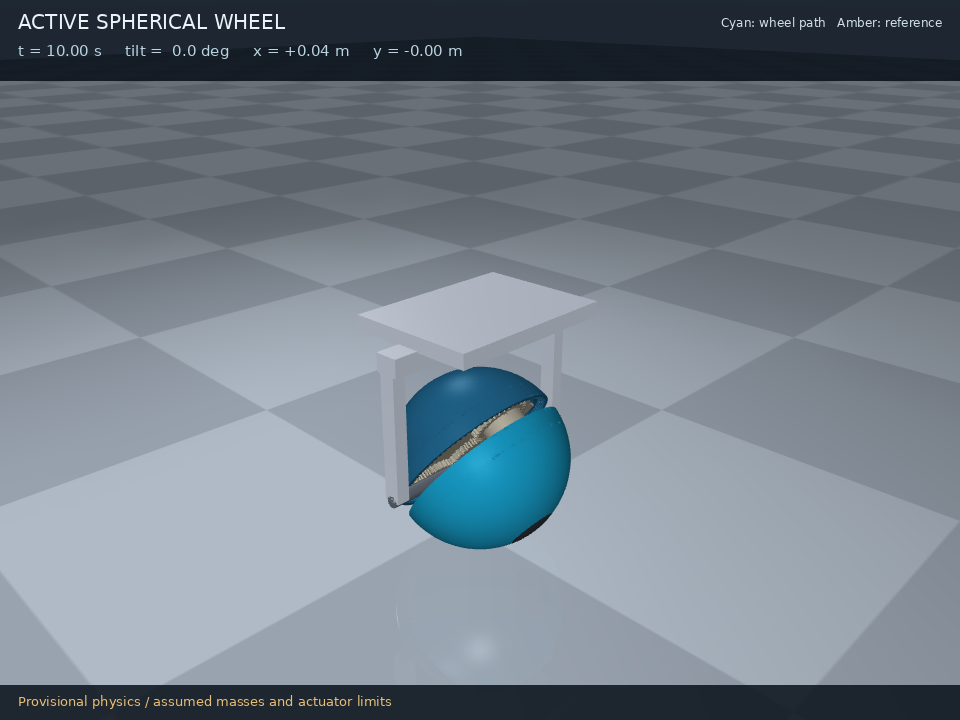 ACTIVE SPHERICAL WHEEL
Cyan: wheel path   Amber: reference
t = 10.00 s     tilt =  0.0 deg     x = +0.04 m     y = -0.00 m
Provisional physics / assumed masses and actuator limits